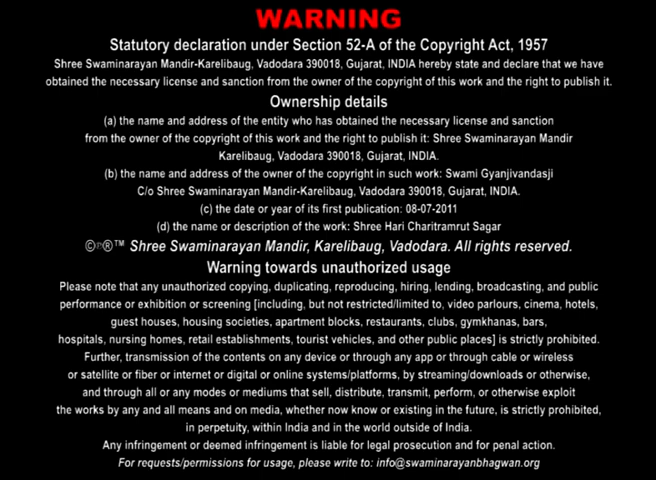 WARNING
Statutory declaration under Section 52-A of the Copyright Act, 1957
Shree Swaminarayan Mandir-Karelibaug, Vadodara 390018, Gujarat, INDIA hereby state and declare that we have
obtained the necessary license and sanction from the owner of the copyright of this work and the right to publish it.
Ownership details
(a) the name and address of the entity who has obtained the necessary license and sanction
from the owner of the copyright of this work and the right to publish it: Shree Swaminarayan Mandir
Karelibaug, Vadodara 390018, Gujarat, INDIA.
(b) the name and address of the owner of the copyright in such work: Swami Gyanjivandasji
C/o Shree Swaminarayan Mandir-Karelibaug, Vadodara 390018, Gujarat, INDIA.
(c) the date or year of its first publication: 08-07-2011
(d) the name or description of the work: Shree Hari Charitramrut Sagar
©℗®™ Shree Swaminarayan Mandir, Karelibaug, Vadodara. All rights reserved.
Warning towards unauthorized usage
Please note that any unauthorized copying, duplicating, reproducing, hiring, lending, broadcasting, and public
performance or exhibition or screening [including, but not restricted/limited to, video parlours, cinema, hotels,
guest houses, housing societies, apartment blocks, restaurants, clubs, gymkhanas, bars,
hospitals, nursing homes, retail establishments, tourist vehicles, and other public places] is strictly prohibited.
Further, transmission of the contents on any device or through any app or through cable or wireless
or satellite or fiber or internet or digital or online systems/platforms, by streaming/downloads or otherwise,
and through all or any modes or mediums that sell, distribute, transmit, perform, or otherwise exploit
the works by any and all means and on media, whether now know or existing in the future, is strictly prohibited,
in perpetuity, within India and in the world outside of India.
Any infringement or deemed infringement is liable for legal prosecution and for penal action.
For requests/permissions for usage, please write to: info@swaminarayanbhagwan.org